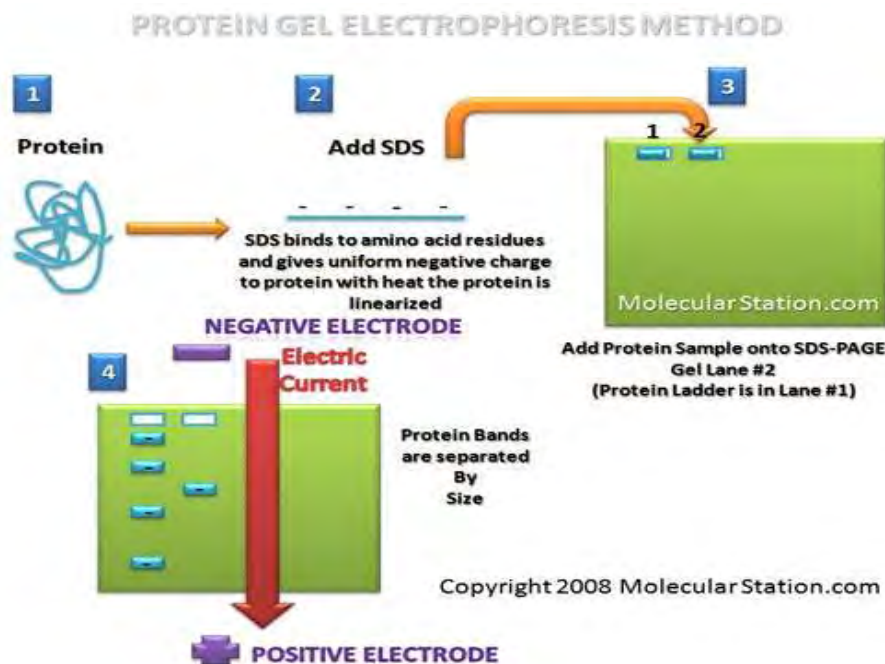 PROTEIN GEL ELECTROPHORESIS METHOD
1
Protein
2
Add SDS
- - - -
SDS binds to amino acid residues
and gives uniform negative charge
to protein with heat the protein is
linearized
3
1 2
MolecularStation.com
Add Protein Sample onto SDS-PAGE
Gel Lane #2
(Protein Ladder is in Lane #1)
NEGATIVE ELECTRODE
4
Electric
Current
Protein Bands
are separated
By
Size
Copyright 2008 MolecularStation.com
POSITIVE ELECTRODE